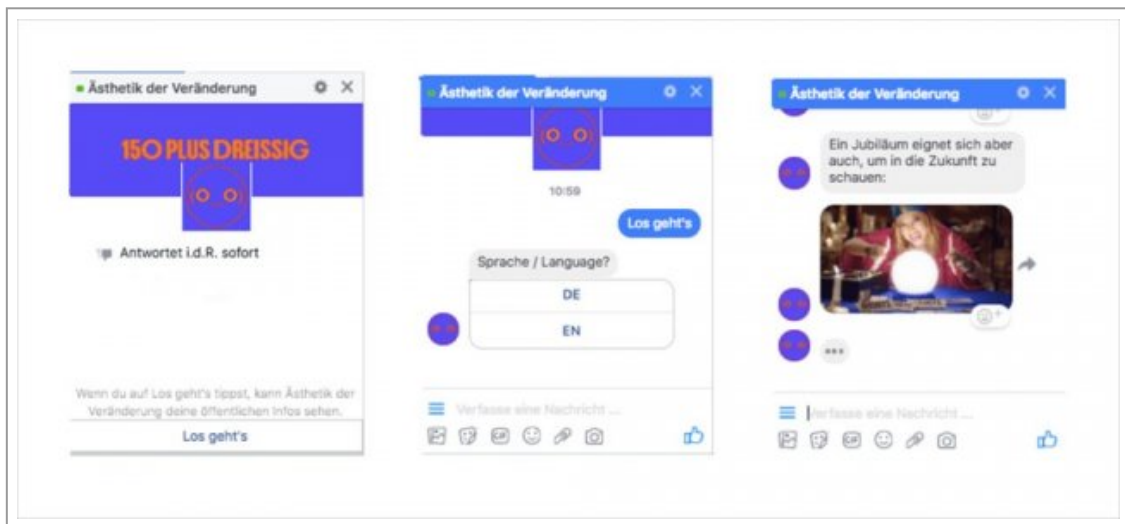 Ästhetik der Veränderung
150 PLUS DREISSIG
Antwortet i.d.R. sofort
Wenn du auf Los geht's tippst, kann Ästhetik der
Veränderung deine öffentlichen Infos sehen.
Los geht's
Ästhetik der Veränderung
10:59
Los geht's
Sprache / Language?
DE
EN
Verfasse eine Nachricht ...
GIF
Ästhetik der Veränderung
Ein Jubiläum eignet sich aber
auch, um in die Zukunft zu
schauen:
Verfasse eine Nachricht ...
GIF